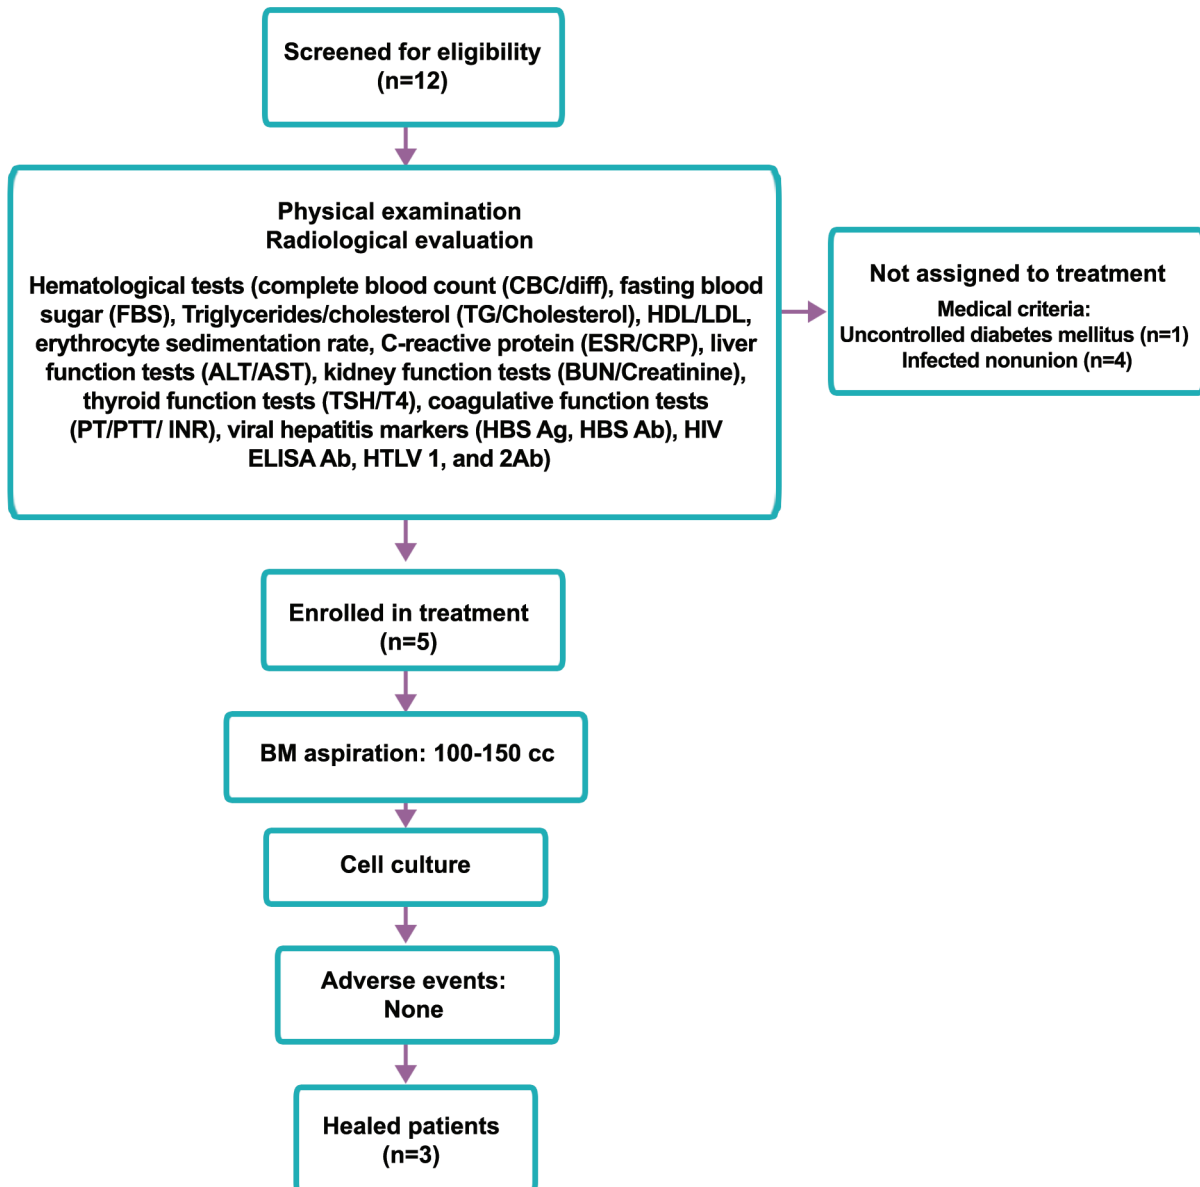 Screened for eligibility
(n=12)
Physical examination
Radiological evaluation
Hematological tests (complete blood count (CBC/diff), fasting blood
sugar (FBS), Triglycerides/cholesterol (TG/Cholesterol), HDL/LDL,
erythrocyte sedimentation rate, C-reactive protein (ESR/CRP), liver
function tests (ALT/AST), kidney function tests (BUN/Creatinine),
thyroid function tests (TSH/T4), coagulative function tests
(PT/PTT/ INR), viral hepatitis markers (HBS Ag, HBS Ab), HIV
ELISA Ab, HTLV 1, and 2Ab)
Not assigned to treatment
Medical criteria:
Uncontrolled diabetes mellitus (n=1)
Infected nonunion (n=4)
Enrolled in treatment
(n=5)
BM aspiration: 100-150 cc
Cell culture
Adverse events:
None
Healed patients
(n=3)